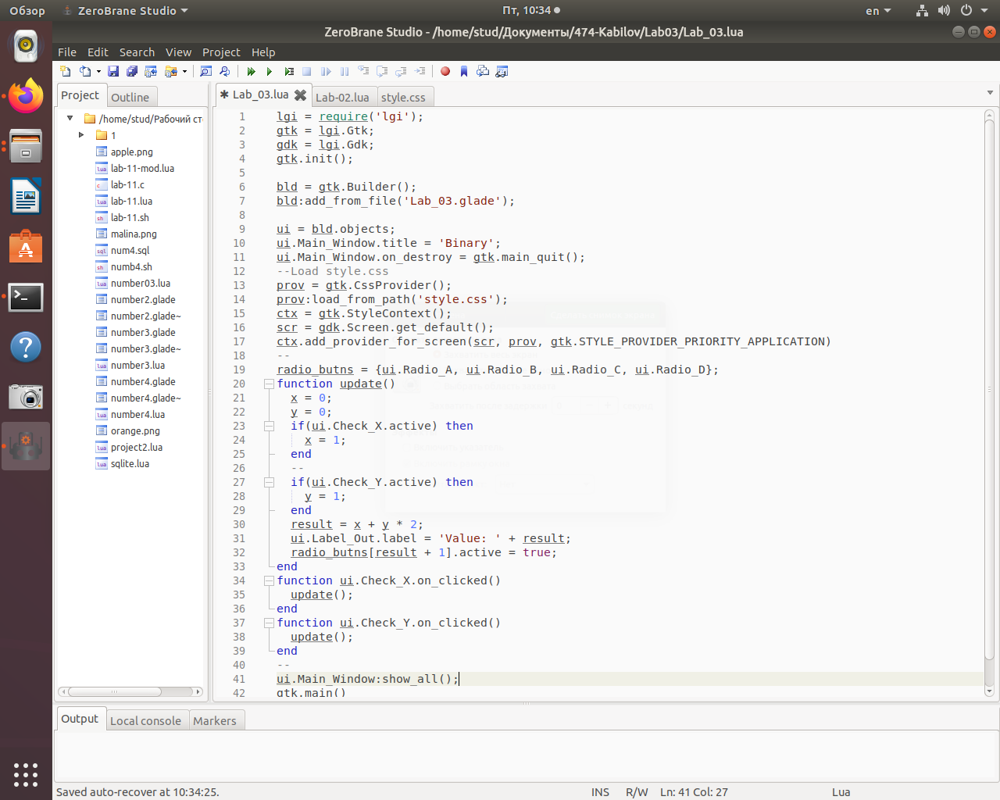 Обзор
ZeroBrane Studio
Пт, 10:34
en
ZeroBrane Studio - /home/stud/Документы/474-Kabilov/Lab03/Lab_03.lua
File Edit Search View Project Help
Project Outline
Lab_03.lua Lab-02.lua style.css
/home/stud/Рабочий ст
1
apple.png
lab-11-mod.lua
lab-11.c
lab-11.lua
lab-11.sh
malina.png
num4.sql
numb4.sh
number03.lua
number2.glade
number2.glade~
number3.glade
number3.glade~
number3.lua
number4.glade
number4.glade~
number4.lua
orange.png
project2.lua
sqlite.lua
1 lgi = require('lgi');
2 gtk = lgi.Gtk;
3 gdk = lgi.Gdk;
4 gtk.init();
5
6 bld = gtk.Builder();
7 bld:add_from_file('Lab_03.glade');
8
9 ui = bld.objects;
10 ui.Main_Window.title = 'Binary';
11 ui.Main_Window.on_destroy = gtk.main_quit();
12 --Load style.css
13 prov = gtk.CssProvider();
14 prov:load_from_path('style.css');
15 ctx = gtk.StyleContext();
16 scr = gdk.Screen.get_default();
17 ctx.add_provider_for_screen(scr, prov, gtk.STYLE_PROVIDER_PRIORITY_APPLICATION)
18 --
19 radio_butns = {ui.Radio_A, ui.Radio_B, ui.Radio_C, ui.Radio_D};
20 function update()
21 x = 0;
22 y = 0;
23 if(ui.Check_X.active) then
24 x = 1;
25 end
26 --
27 if(ui.Check_Y.active) then
28 y = 1;
29 end
30 result = x + y * 2;
31 ui.Label_Out.label = 'Value: ' + result;
32 radio_butns[result + 1].active = true;
33 end
34 function ui.Check_X.on_clicked()
35 update();
36 end
37 function ui.Check_Y.on_clicked()
38 update();
39 end
40 --
41 ui.Main_Window:show_all();
42 gtk.main()
Output Local console Markers
Saved auto-recover at 10:34:25.
INS R/W Ln: 41 Col: 27 Lua